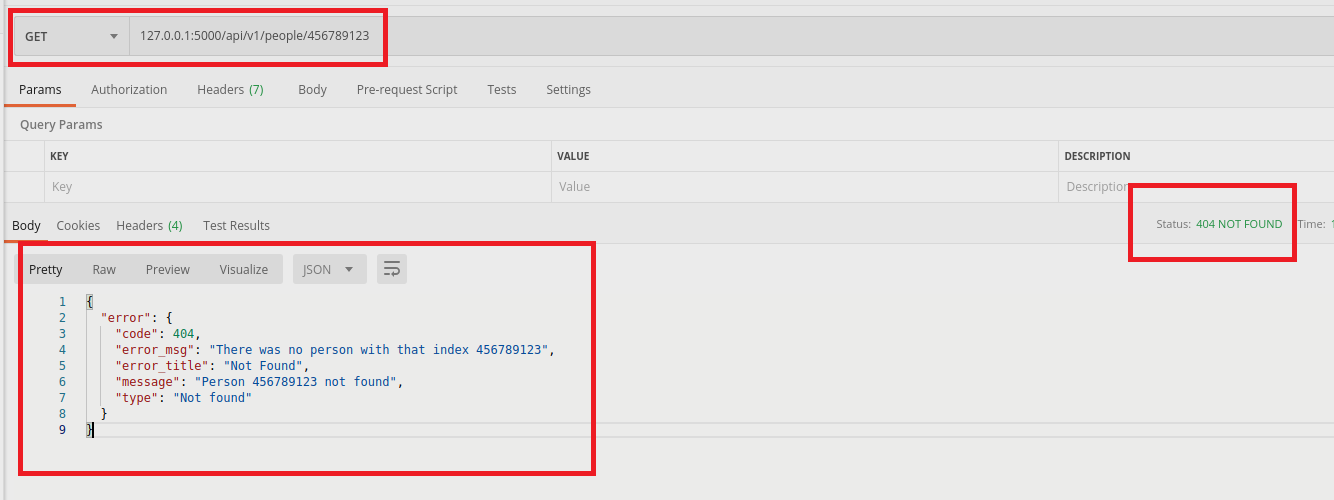 GET 127.0.0.1:5000/api/v1/people/456789123
Params Authorization Headers (7) Body Pre-request Script Tests Settings
Query Params
KEY VALUE DESCRIPTION
Key Value Description
Body Cookies Headers (4) Test Results Status: 404 NOT FOUND Time: 1
Pretty Raw Preview Visualize JSON
1 {
2 "error": {
3 "code": 404,
4 "error_msg": "There was no person with that index 456789123",
5 "error_title": "Not Found",
6 "message": "Person 456789123 not found",
7 "type": "Not found"
8 }
9 }